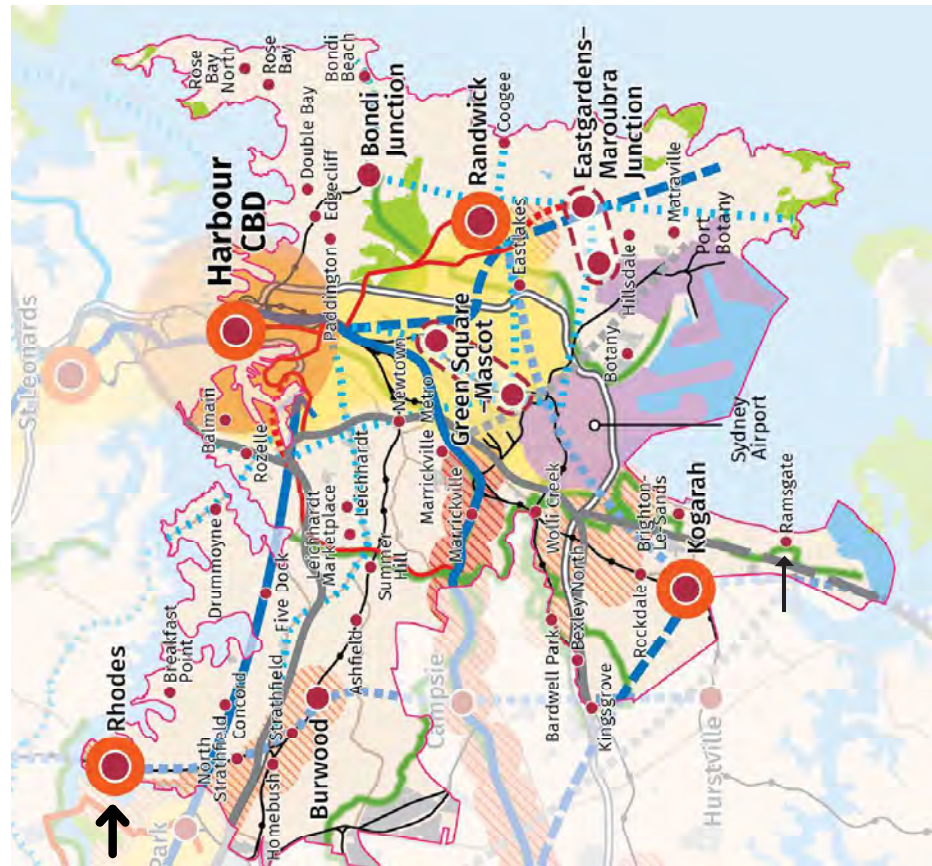 St Leonards
Rhodes
Park
Breakfast
Point
Rose Bay
North
Rose
Bay
Harbour
CBD
North
Strathfield
Concord
Drummoyne
Balmain
Rozelle
Homebush
Strathfield
Five Dock
Double Bay
Burwood
Leichhardt
Marketplace
Edgecliff
Paddington
Bondi
Beach
Ashfield
Summer
Hill
Leichhardt
Bondi
Junction
Newtown
Campsie
Marrickville
Metro
Marrickville
Green Square
–Mascot
Randwick
Coogee
Eastlakes
Bardwell Park
Bexley North
Wolli Creek
Kingsgrove
Rockdale
Brighton-
Le-Sands
Botany
Hillsdale
Eastgardens–
Maroubra
Junction
Matraville
Port
Botany
Kogarah
Hurstville
Sydney
Airport
Ramsgate